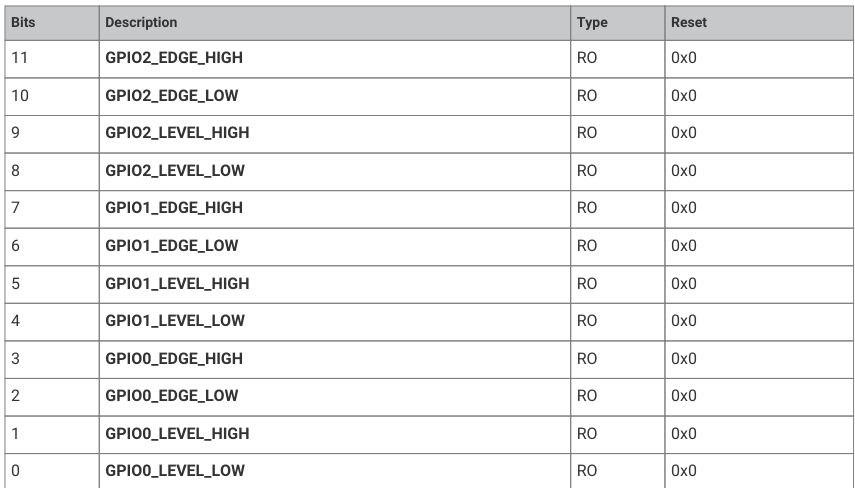 Bits Description Type Reset
11 GPIO2_EDGE_HIGH RO 0x0
10 GPIO2_EDGE_LOW RO 0x0
9 GPIO2_LEVEL_HIGH RO 0x0
8 GPIO2_LEVEL_LOW RO 0x0
7 GPIO1_EDGE_HIGH RO 0x0
6 GPIO1_EDGE_LOW RO 0x0
5 GPIO1_LEVEL_HIGH RO 0x0
4 GPIO1_LEVEL_LOW RO 0x0
3 GPIO0_EDGE_HIGH RO 0x0
2 GPIO0_EDGE_LOW RO 0x0
1 GPIO0_LEVEL_HIGH RO 0x0
0 GPIO0_LEVEL_LOW RO 0x0